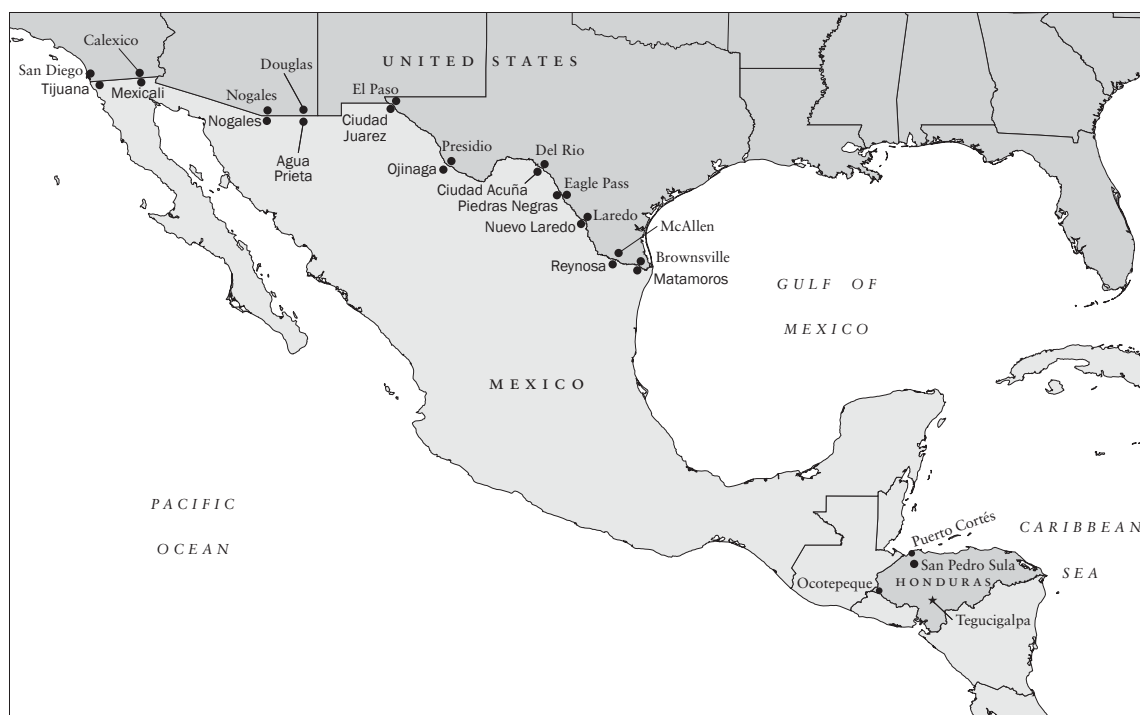 Calexico
San Diego
Tijuana
Mexicali
Douglas
Nogales
Nogales
Agua
Prieta
UNITED STATES
El Paso
Ciudad
Juarez
Presidio
Ojinaga
Del Rio
Ciudad Acuña
Eagle Pass
Piedras Negras
Laredo
Nuevo Laredo
McAllen
Reynosa
Brownsville
Matamoros
GULF OF
MEXICO
MEXICO
PACIFIC
OCEAN
Puerto Cortés
CARIBBEAN
SEA
San Pedro Sula
Ocotepeque
HONDURAS
Tegucigalpa